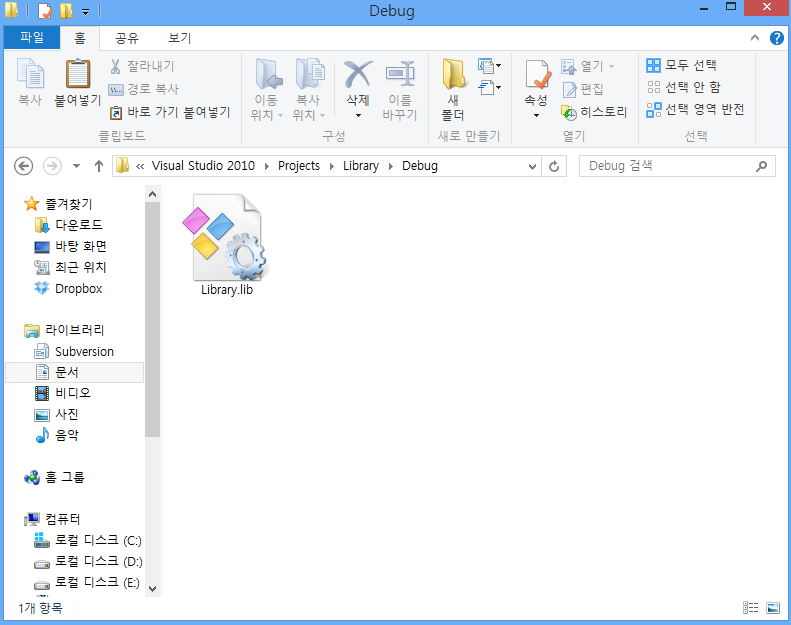 Debug
파일 홈 공유 보기
복사
붙여넣기
잘라내기
경로 복사
바로 가기 붙여넣기
클립보드
이동 위치
복사 위치
삭제
이름 바꾸기
구성
새 폴더
새로 만들기
속성
열기
편집
히스토리
열기
모두 선택
선택 안 함
선택 영역 반전
선택
« Visual Studio 2010 Projects Library Debug
Debug 검색
즐겨찾기
다운로드
바탕 화면
최근 위치
Dropbox
라이브러리
Subversion
문서
비디오
사진
음악
홈 그룹
컴퓨터
로컬 디스크 (C:)
로컬 디스크 (D:)
로컬 디스크 (E:)
Library.lib
1개 항목